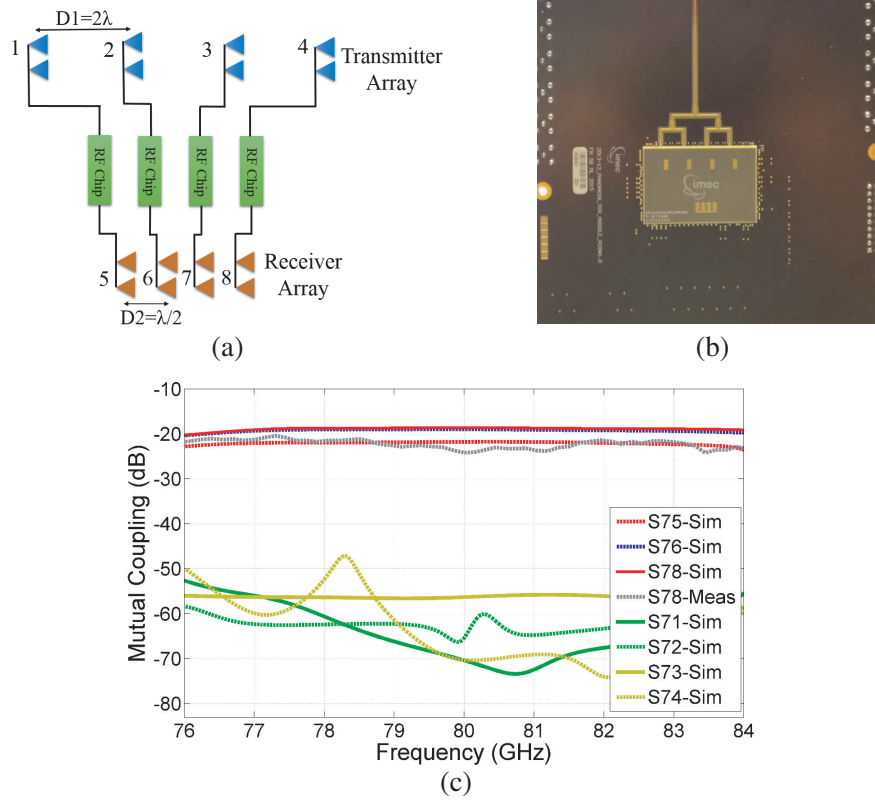 D1=2λ
1
2
3
4
Transmitter
Array
RF Chip
RF Chip
RF Chip
RF Chip
5
6
7
8
Receiver
Array
D2=λ/2
(a)
imec
imec
(b)
-10
-20
-30
-40
-50
-60
-70
-80
Mutual Coupling (dB)
S75-Sim
S76-Sim
S78-Sim
S78-Meas
S71-Sim
S72-Sim
S73-Sim
S74-Sim
76
77
78
79
80
81
82
83
84
Frequency (GHz)
(c)